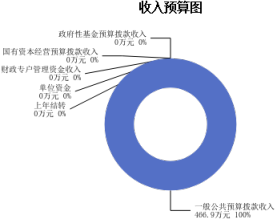 收入预算图
政府性基金预算拨款收入
0万元 0%
国有资本经营预算拨款收入
0万元 0%
财政专户管理资金收入
0万元 0%
单位资金
0万元 0%
上年结转
0万元 0%
一般公共预算拨款收入
466.9万元 100%